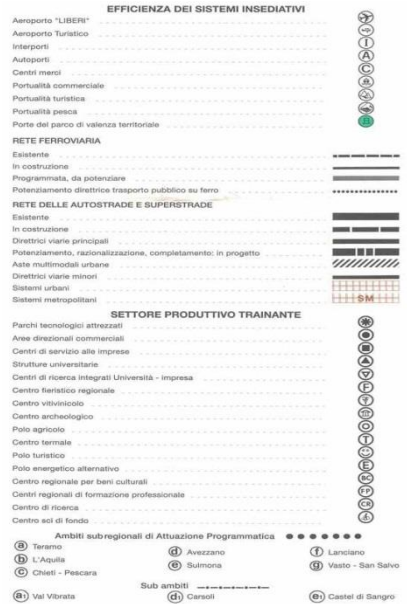 EFFICIENZA DEI SISTEMI INSEDIATIVI
Aeroporto "LIBERI"
Aeroporto Turistico
Interporti I
Autoporti A
Centri merci C
Portualità commerciale
Portualità turistica
Portualità pesca
Porte del parco di valenza territoriale B
RETE FERROVIARIA
Esistente
In costruzione
Programmata, da potenziare
Potenziamento direttrice trasporto pubblico su ferro
RETE DELLE AUTOSTRADE E SUPERSTRADE
Esistente
In costruzione
Direttrici viarie principali
Potenziamento, razionalizzazione, completamento: in progetto
Aste multimodali urbane
Direttrici viarie minori
Sistemi urbani
Sistemi metropolitani SM
SETTORE PRODUTTIVO TRAINANTE
Parchi tecnologici attrezzati
Aree direzionali commerciali
Centri di servizio alle imprese
Strutture universitarie
Centri di ricerca integrati Università - impresa
Centro fieristico regionale F
Centro vitivinicolo
Centro archeologico
Polo agricolo O
Centro termale T
Polo turistico
Polo energetico alternativo E
Centro regionale per beni culturali BC
Centri regionali di formazione professionale FP
Centro di ricerca CR
Centro sci di fondo
Ambiti subregionali di Attuazione Programmatica
a Teramo d Avezzano f Lanciano
b L'Aquila e Sulmona g Vasto - San Salvo
c Chieti - Pescara
Sub ambiti
a1 Val Vibrata d1 Carsoli e1 Castel di Sangro